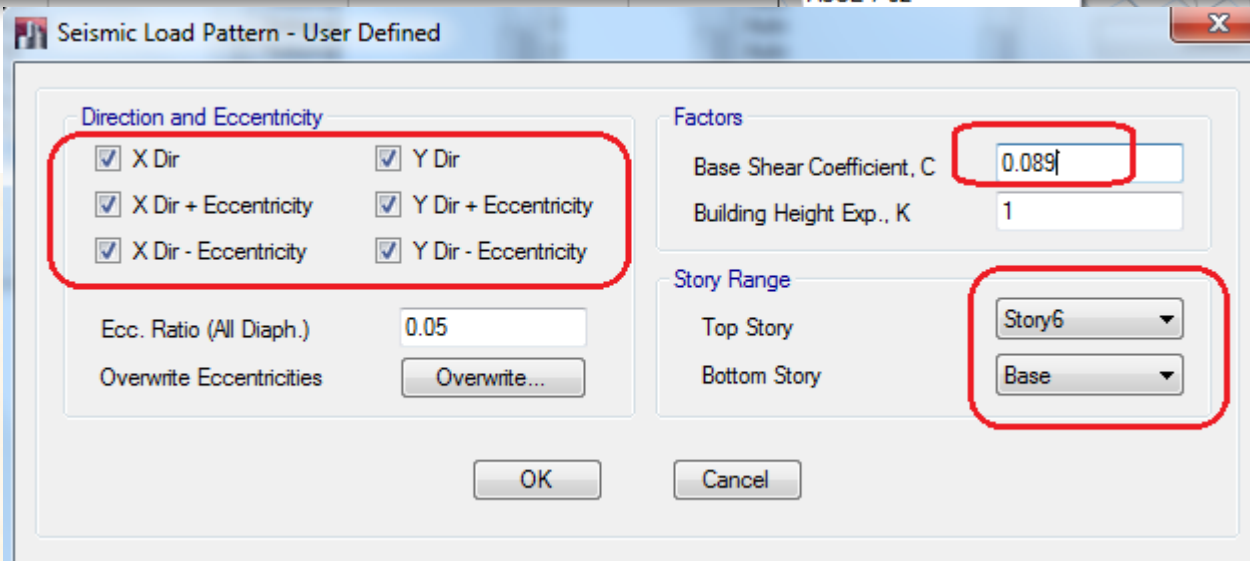 Seismic Load Pattern - User Defined
Direction and Eccentricity
X Dir Y Dir
X Dir + Eccentricity Y Dir + Eccentricity
X Dir - Eccentricity Y Dir - Eccentricity
Ecc. Ratio (All Diaph.) 0.05
Overwrite Eccentricities Overwrite...
Factors
Base Shear Coefficient, C 0.089
Building Height Exp., K 1
Story Range
Top Story Story6
Bottom Story Base
OK Cancel